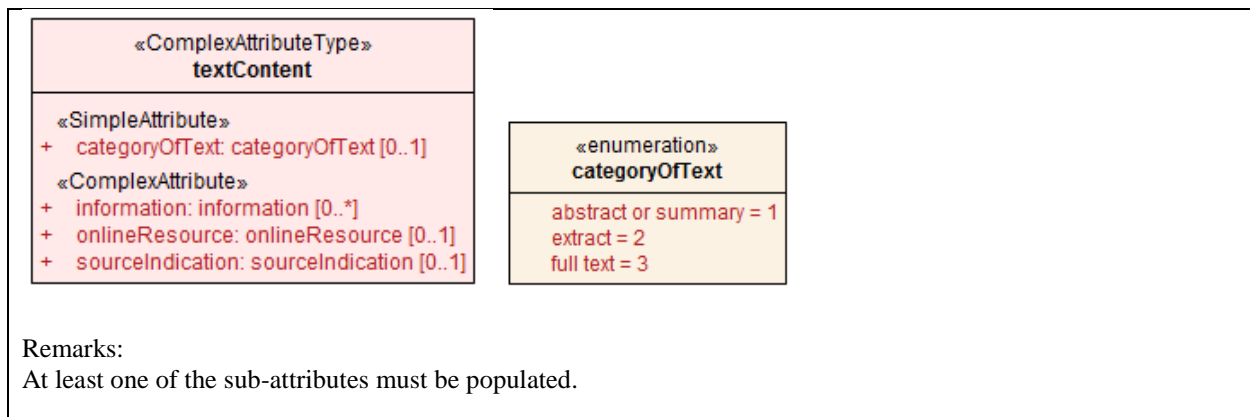 «ComplexAttributeType»
textContent
«SimpleAttribute»
+ categoryOfText: categoryOfText [0..1]
«ComplexAttribute»
+ information: information [0..*]
+ onlineResource: onlineResource [0..1]
+ sourceIndication: sourceIndication [0..1]
«enumeration»
categoryOfText
abstract or summary = 1
extract = 2
full text = 3
Remarks:
At least one of the sub-attributes must be populated.